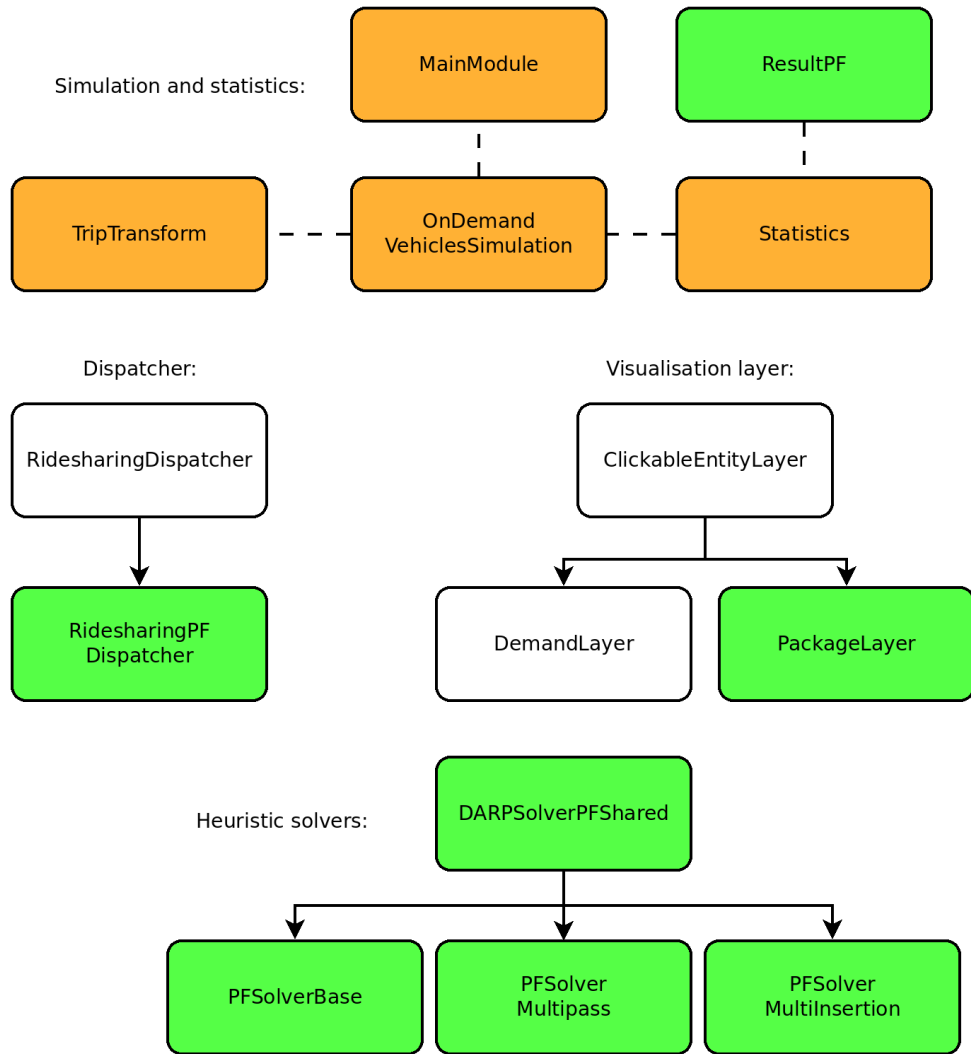 MainModule
ResultPF
Simulation and statistics:
TripTransform
OnDemand
VehiclesSimulation
Statistics
Dispatcher:
Visualisation layer:
RidesharingDispatcher
ClickableEntityLayer
RidesharingPF
Dispatcher
DemandLayer
PackageLayer
DARPSolverPFShared
Heuristic solvers:
PFSolverBase
PFSolver
Multipass
PFSolver
MultiInsertion